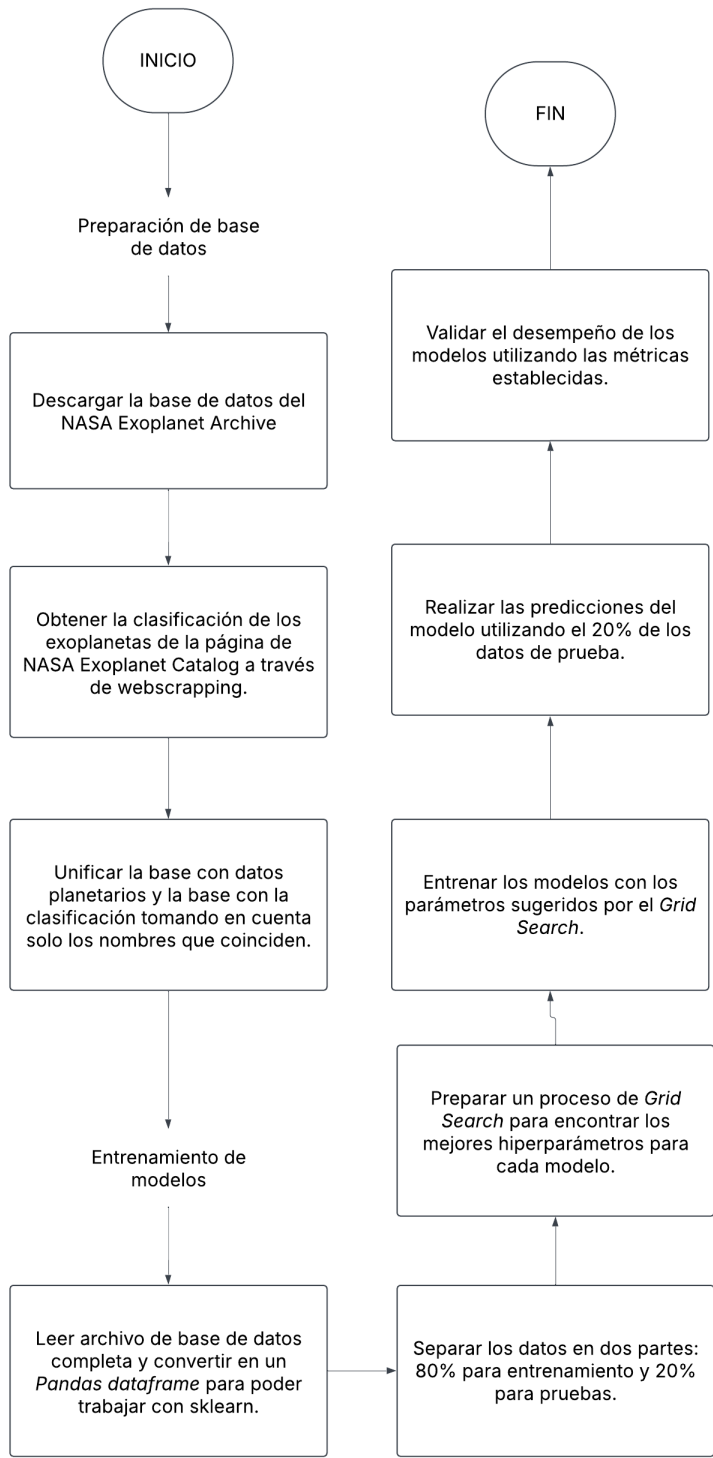 INICIO
Preparación de base
de datos
Descargar la base de datos del
NASA Exoplanet Archive
Obtener la clasificación de los
exoplanetas de la página de
NASA Exoplanet Catalog a través
de webscrapping.
Unificar la base con datos
planetarios y la base con la
clasificación tomando en cuenta
solo los nombres que coinciden.
Entrenamiento de
modelos
Leer archivo de base de datos
completa y convertir en un
Pandas dataframe para poder
trabajar con sklearn.
Separar los datos en dos partes:
80% para entrenamiento y 20%
para pruebas.
Preparar un proceso de Grid
Search para encontrar los
mejores hiperparámetros para
cada modelo.
Entrenar los modelos con los
parámetros sugeridos por el Grid
Search.
Realizar las predicciones del
modelo utilizando el 20% de los
datos de prueba.
Validar el desempeño de los
modelos utilizando las métricas
establecidas.
FIN